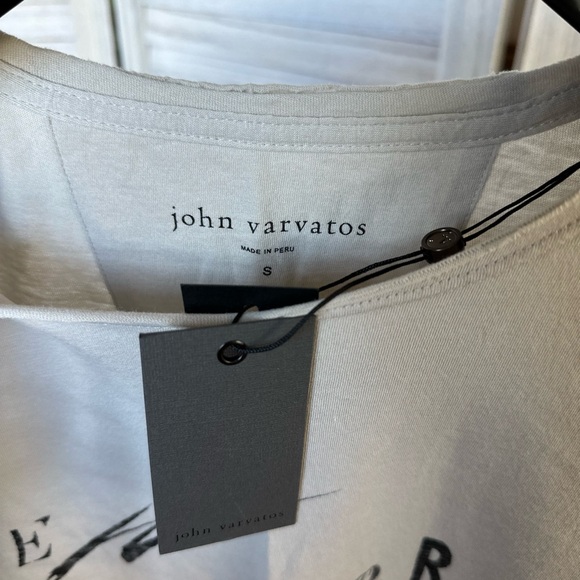 john varvatos
MADE IN PERU
S
john varvatos
E
R